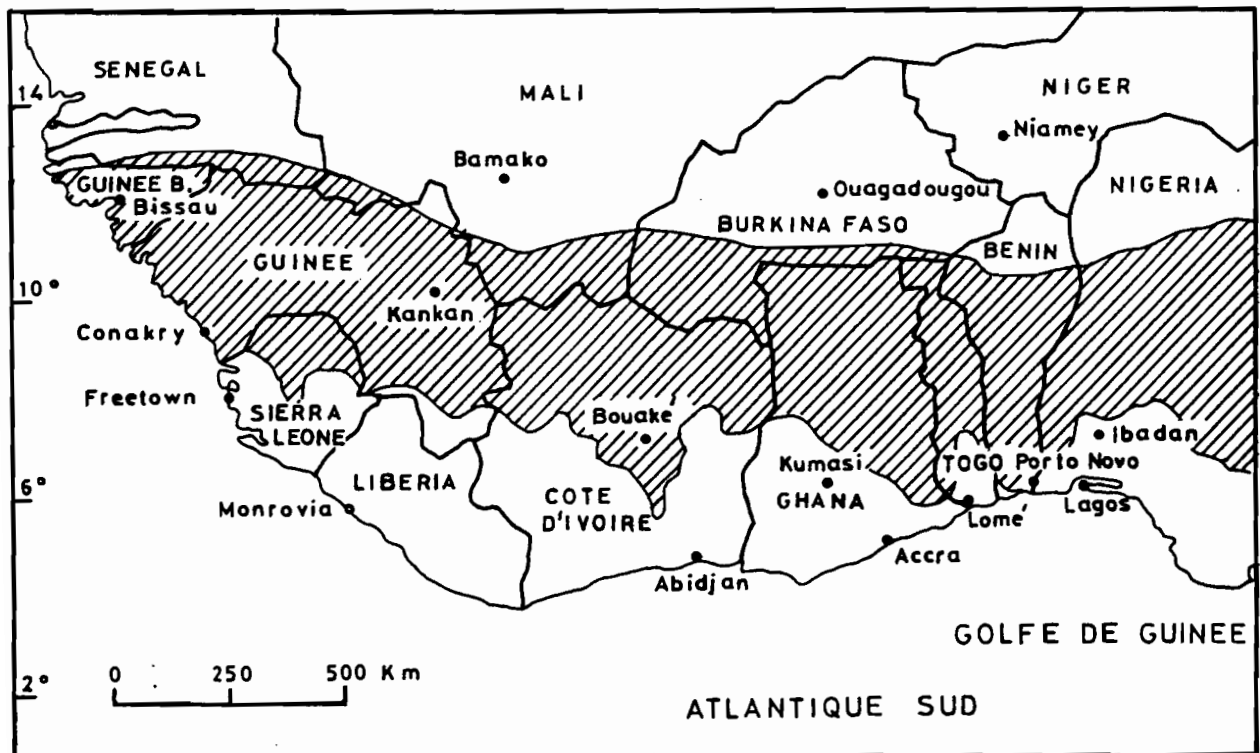 SENEGAL
MALI
NIGER
14
Niamey
Bamako
GUINEE B.
Bissau
Ouagadougou
NIGERIA
BURKINA FASO
BENIN
GUINEE
10°
Kankan
Conakry
Freetown
SIERRA
LEONE
Bouaké
Ibadan
Kumasi
TOGO
Porto Novo
LIBERIA
COTE
D'IVOIRE
GHANA
6°
Monrovia
Lomé
Lagos
Accra
Abidjan
GOLFE DE GUINEE
0 250 500 Km
2°
ATLANTIQUE SUD